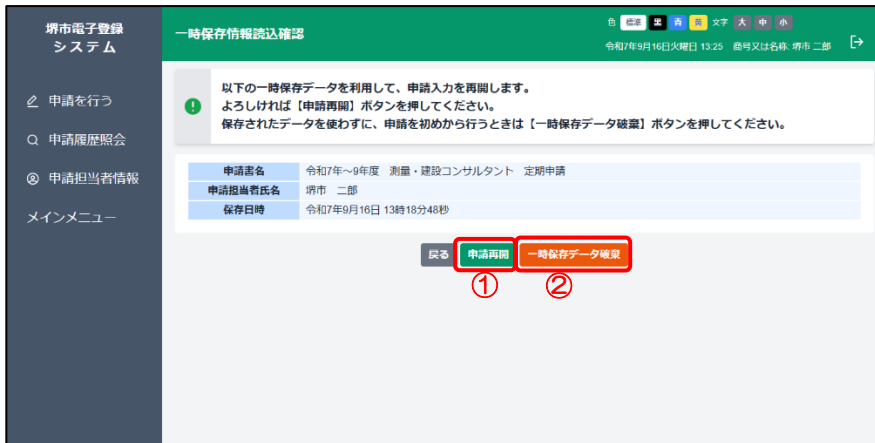 堺市電子登録
システム
一時保存情報読込確認
色 標準 黒 青 黄 文字 大 中 小
令和7年9月16日火曜日 13:25 商号又は名称: 堺市 二郎
申請を行う
申請履歴照会
申請担当者情報
メインメニュー
以下の一時保存データを利用して、申請入力を再開します。
よろしければ【申請再開】ボタンを押してください。
保存されたデータを使わずに、申請を初めから行うときは【一時保存データ破棄】ボタンを押してください。
申請書名 令和7年～9年度 測量・建設コンサルタント 定期申請
申請担当者氏名 堺市 二郎
保存日時 令和7年9月16日 13時18分48秒
戻る 申請再開 一時保存データ破棄
① ②